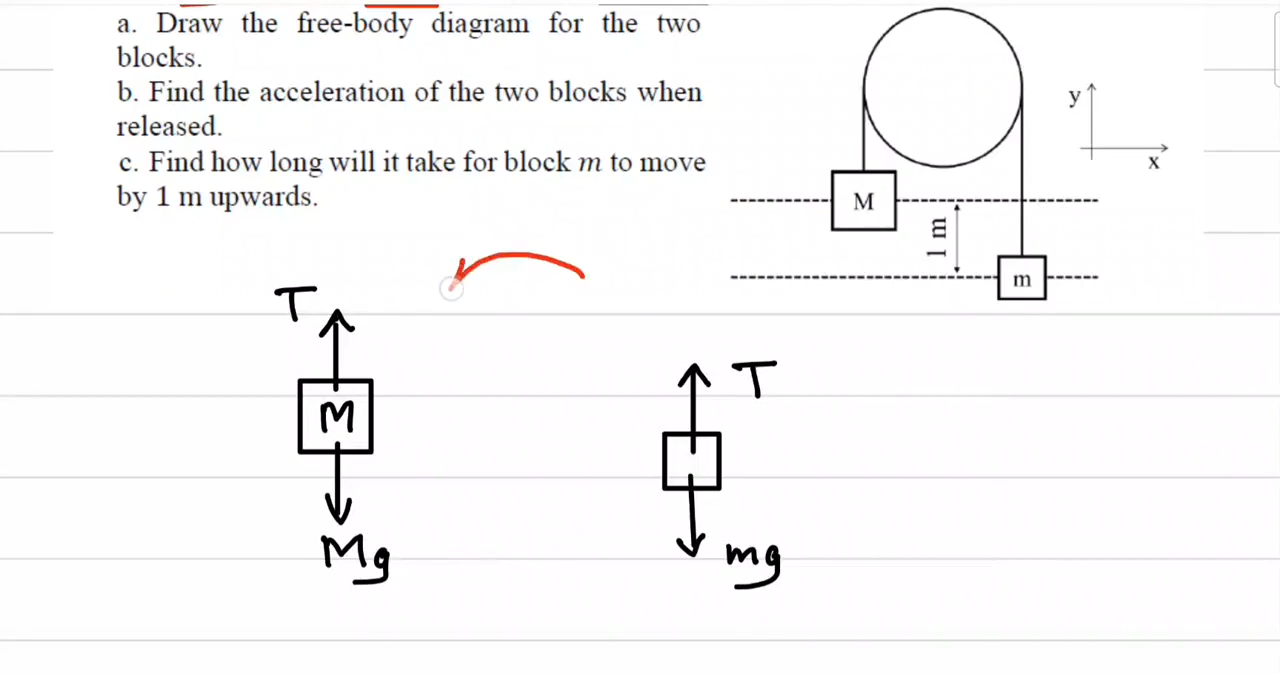 a. Draw the free-body diagram for the two
blocks.
b. Find the acceleration of the two blocks when
released.
c. Find how long will it take for block m to move
by 1 m upwards.
y
x
M
1 m
m
T
M
Mg
T
mg